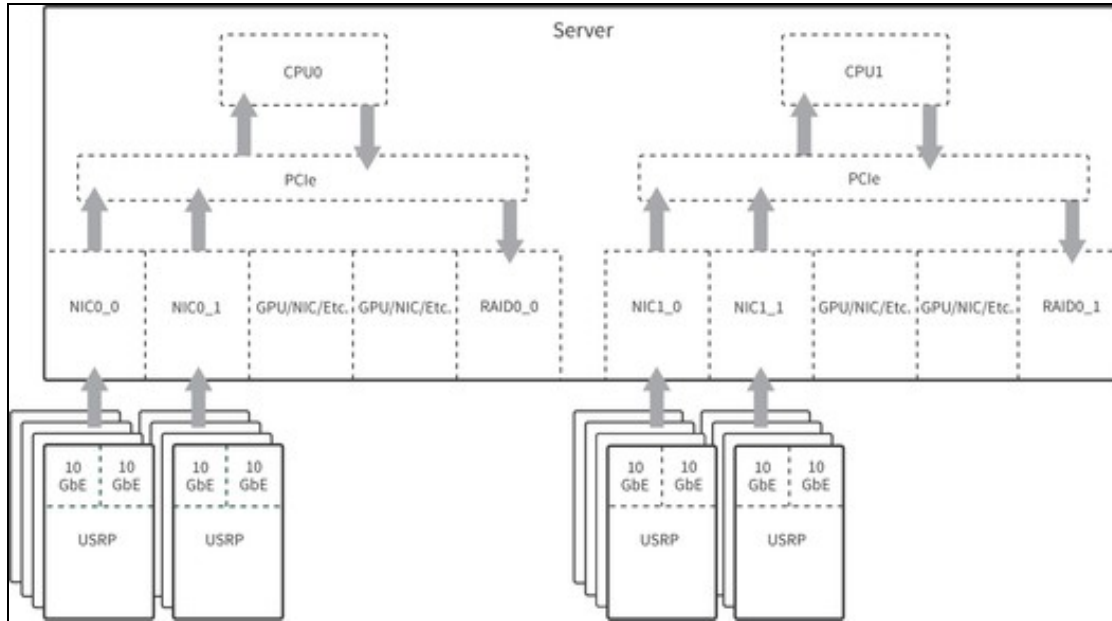 Server
CPU0
CPU1
PCIe
PCIe
NIC0_0
NIC0_1
GPU/NIC/Etc.
GPU/NIC/Etc.
RAID0_0
NIC1_0
NIC1_1
GPU/NIC/Etc.
GPU/NIC/Etc.
RAID0_1
10
GbE
10
GbE
USRP
10
GbE
10
GbE
USRP
10
GbE
10
GbE
USRP
10
GbE
10
GbE
USRP